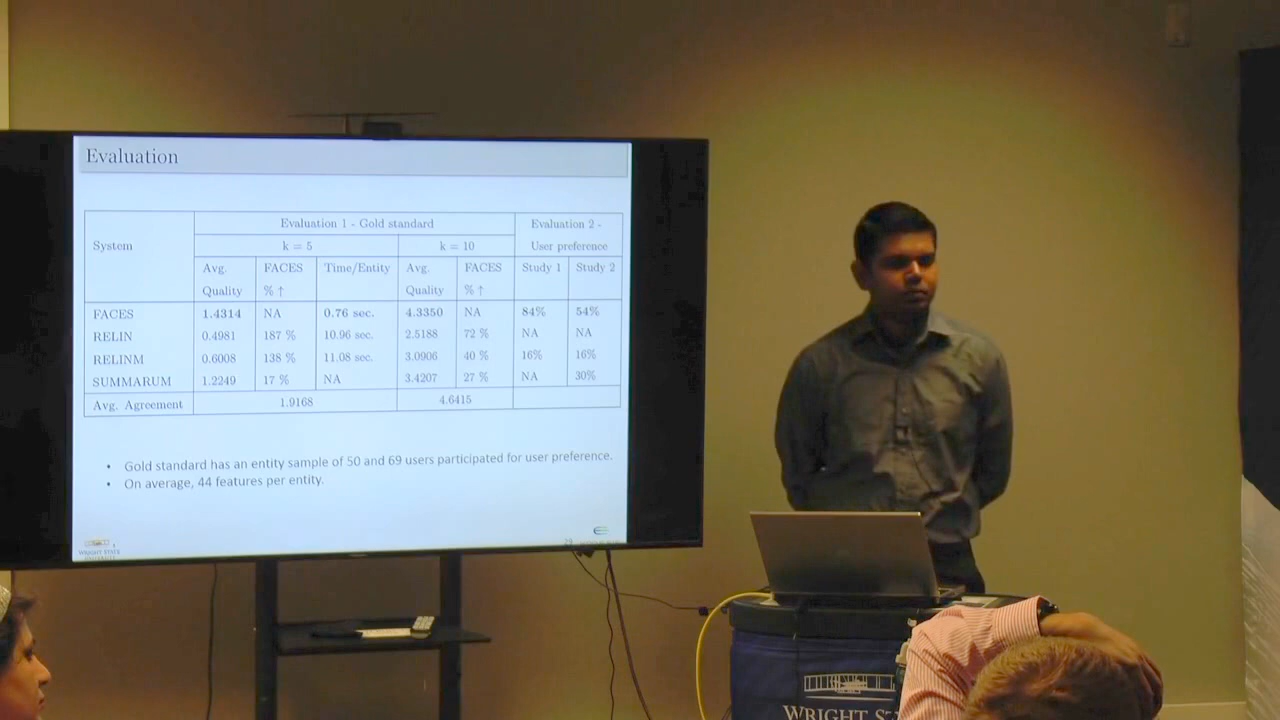 Evaluation
System
Evaluation 1 - Gold standard
Evaluation 2 -
User preference
k = 5
k = 10
Avg. Quality
FACES % ↑
Time/Entity
Avg. Quality
FACES % ↑
Study 1
Study 2
FACES 1.4314 NA 0.76 sec. 4.3350 NA 84% 54%
RELIN 0.4981 187 % 10.96 sec. 2.5188 72 % NA NA
RELINM 0.6008 138 % 11.08 sec. 3.0906 40 % 16% 16%
SUMMARUM 1.2249 17 % NA 3.4207 27 % NA 30%
Avg. Agreement 1.9168 4.6415
• Gold standard has an entity sample of 50 and 69 users participated for user preference.
• On average, 44 features per entity.
WRIGHT STATE
UNIVERSITY
23
WRIGHT ST